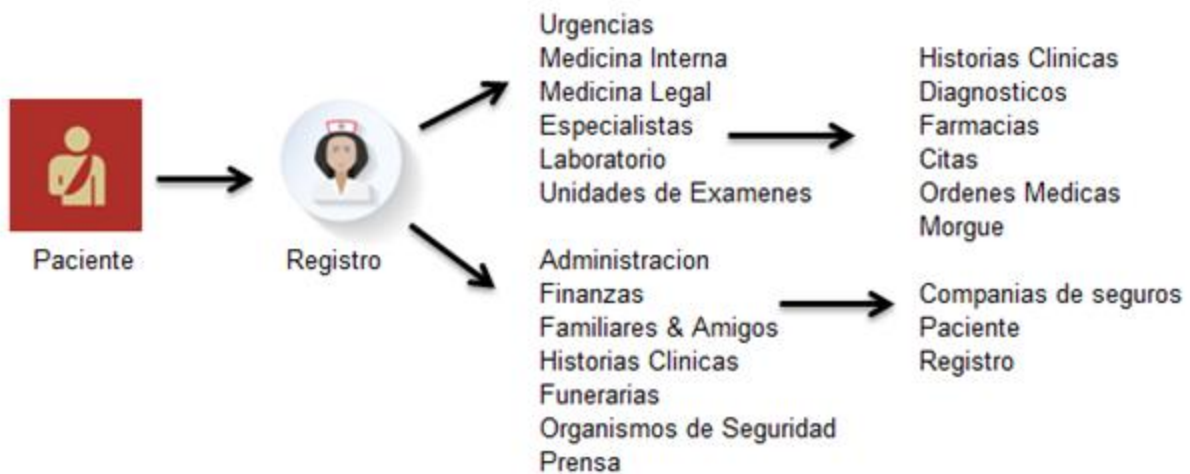 Paciente
Registro
Urgencias
Medicina Interna
Medicina Legal
Especialistas
Laboratorio
Unidades de Examenes
Historias Clinicas
Diagnosticos
Farmacias
Citas
Ordenes Medicas
Morgue
Administracion
Finanzas
Familiares & Amigos
Historias Clinicas
Funerarias
Organismos de Seguridad
Prensa
Companias de seguros
Paciente
Registro